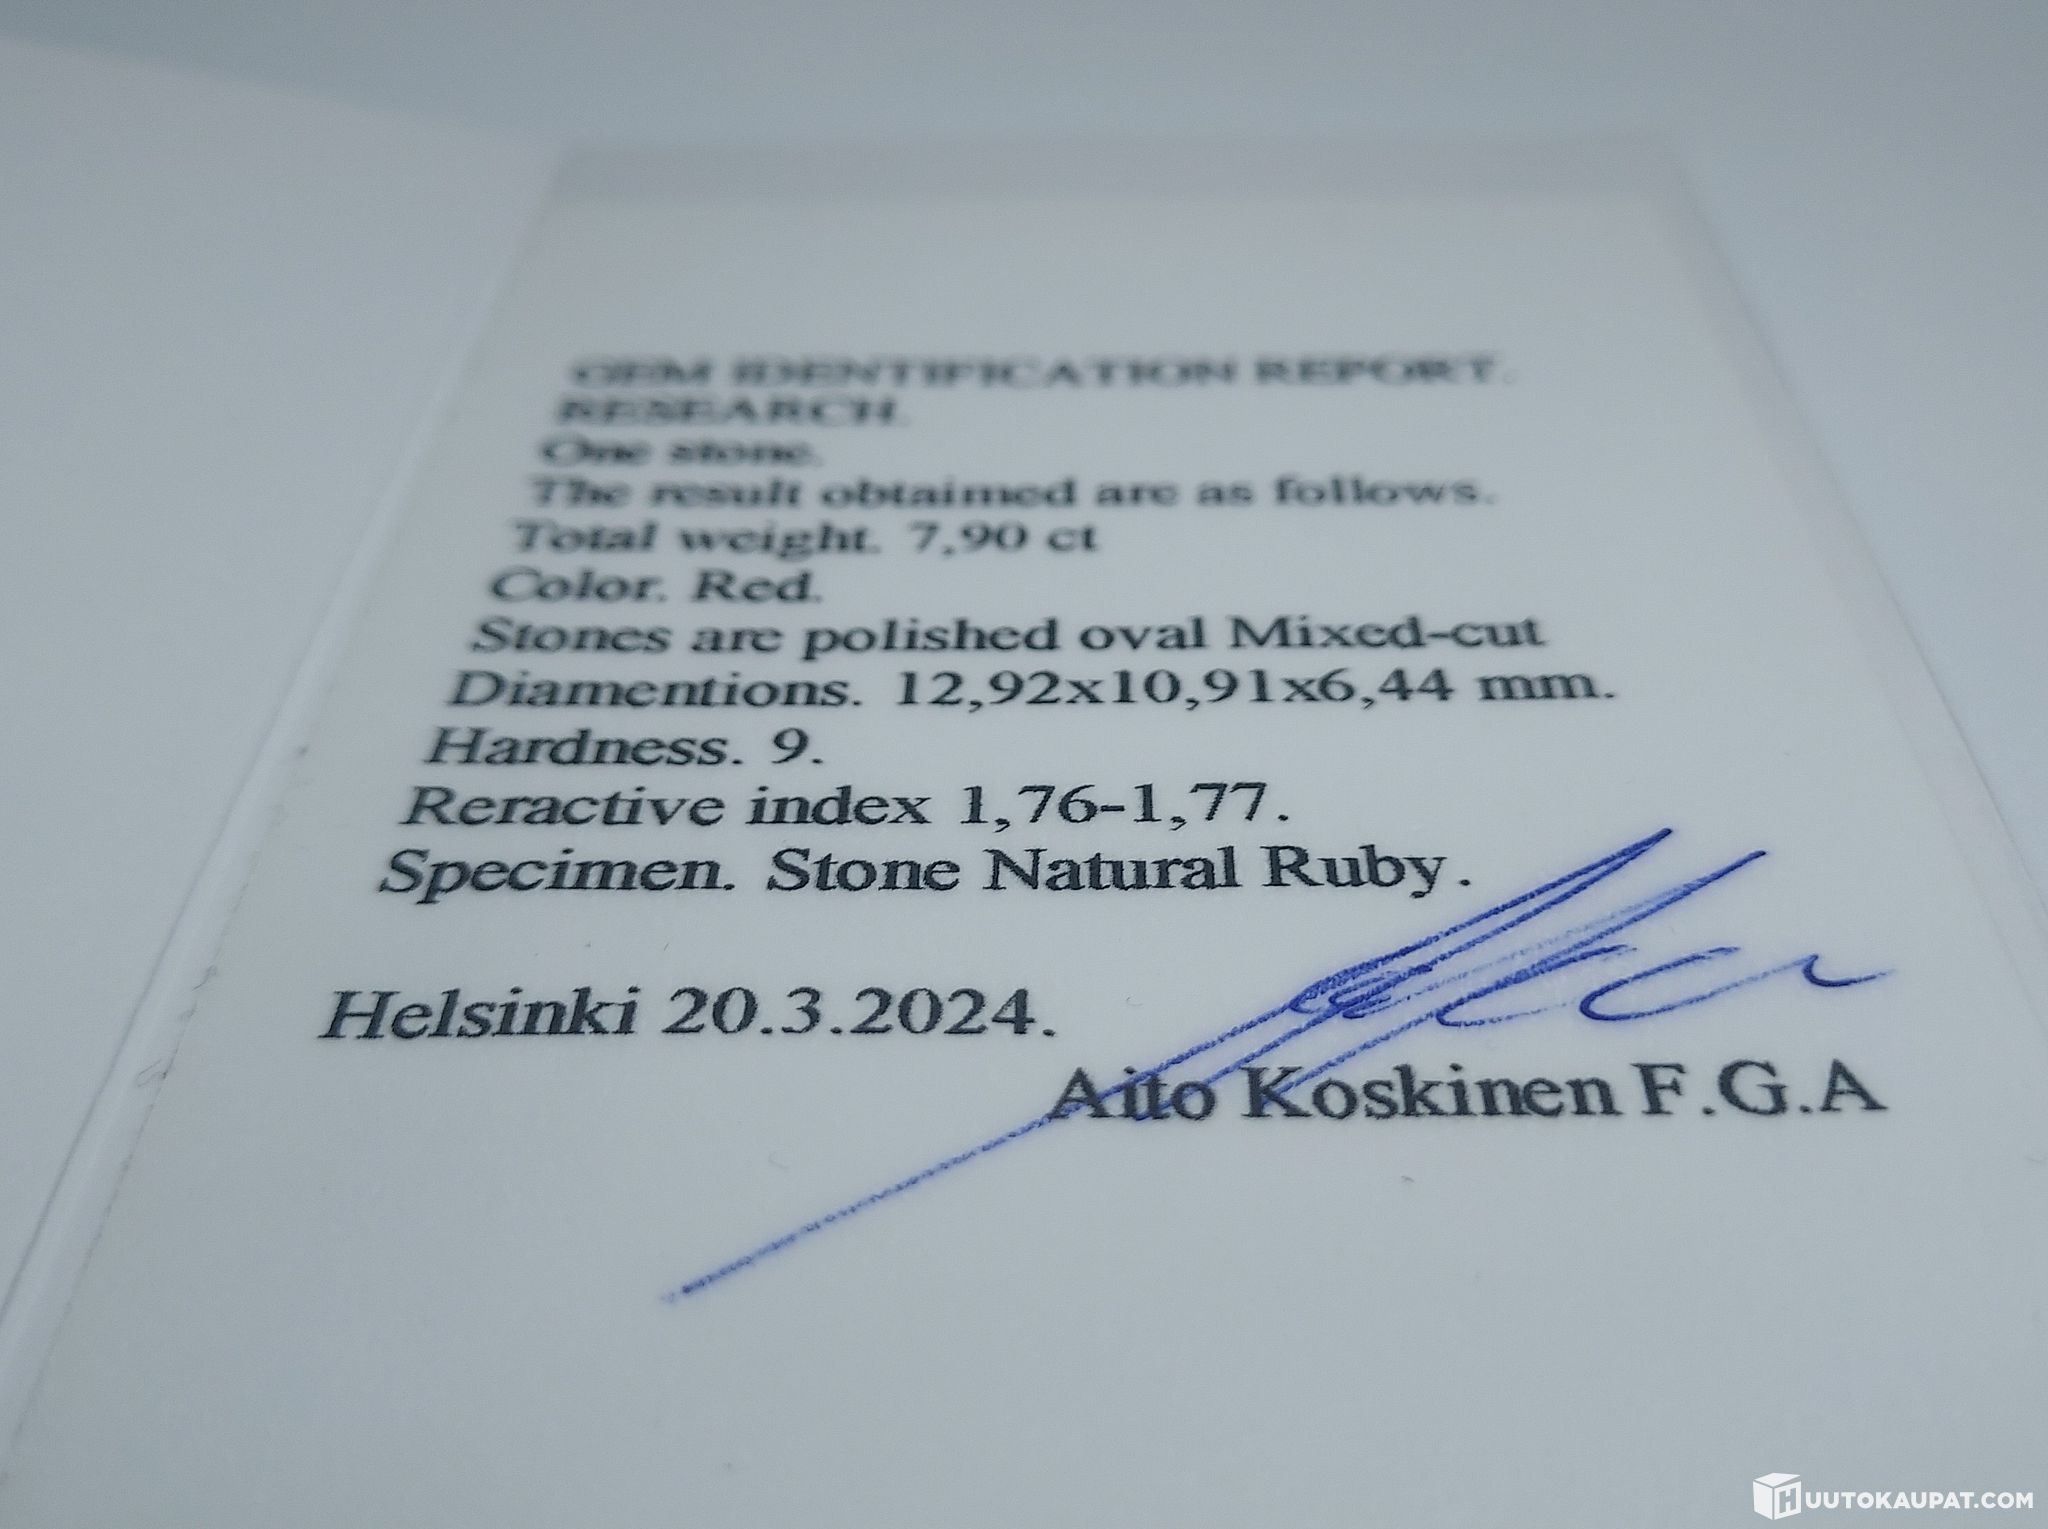 GEM IDENTIFICATION REPORT.
RESEARCH.
One stone.
The result obtaimed are as follows.
Total weight. 7,90 ct
Color. Red.
Stones are polished oval Mixed-cut
Diamentions. 12,92x10,91x6,44 mm.
Hardness. 9.
Reractive index 1,76-1,77.
Specimen. Stone Natural Ruby.
Helsinki 20.3.2024.
Aito Koskinen F.G.A
HUUTOKAUPAT.COM